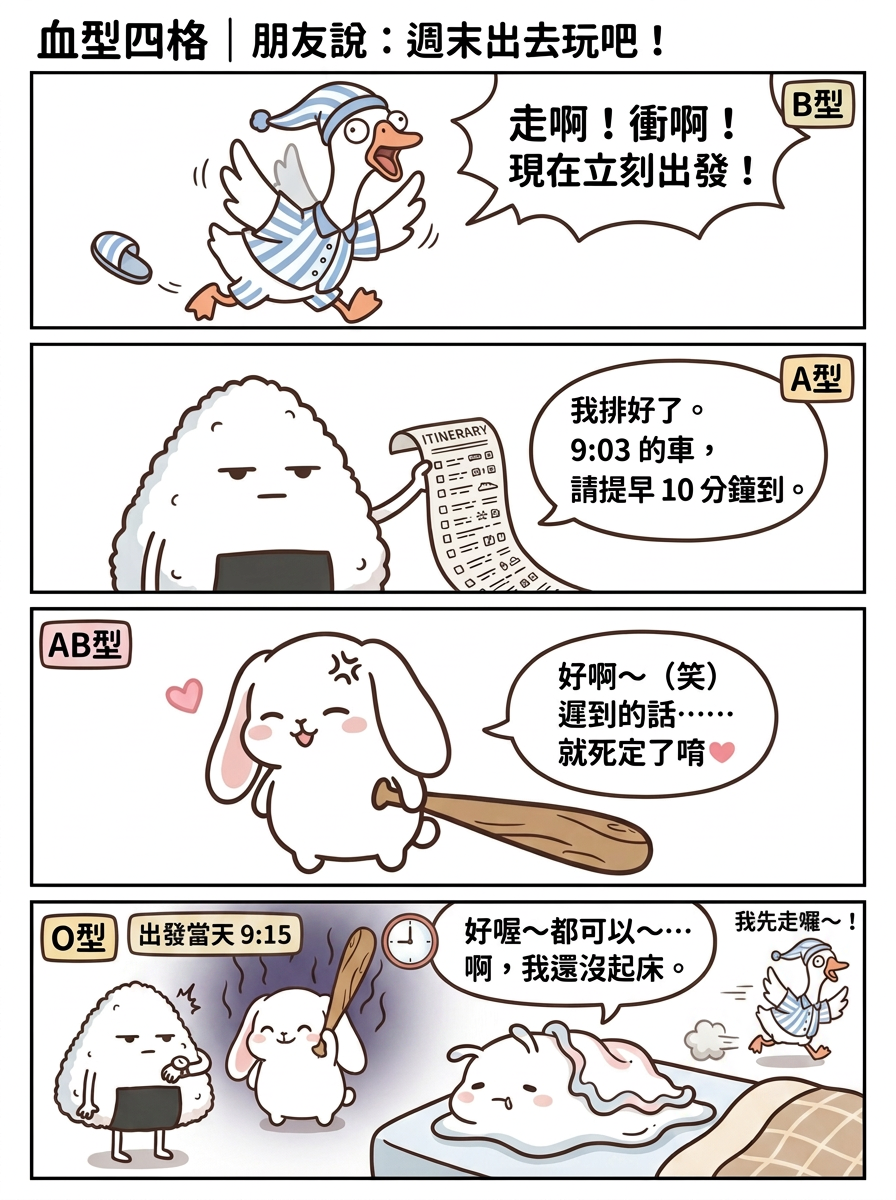 血型四格｜朋友說：週末出去玩吧！
走啊！衝啊！
現在立刻出發！
B型
我排好了。
9:03 的車，
請提早 10 分鐘到。
A型
ITINERARY
AB型
好啊～（笑）
遲到的話⋯⋯
就死定了唷❤
O型
出發當天 9:15
好喔～都可以～⋯
啊，我還沒起床。
我先走囉～！